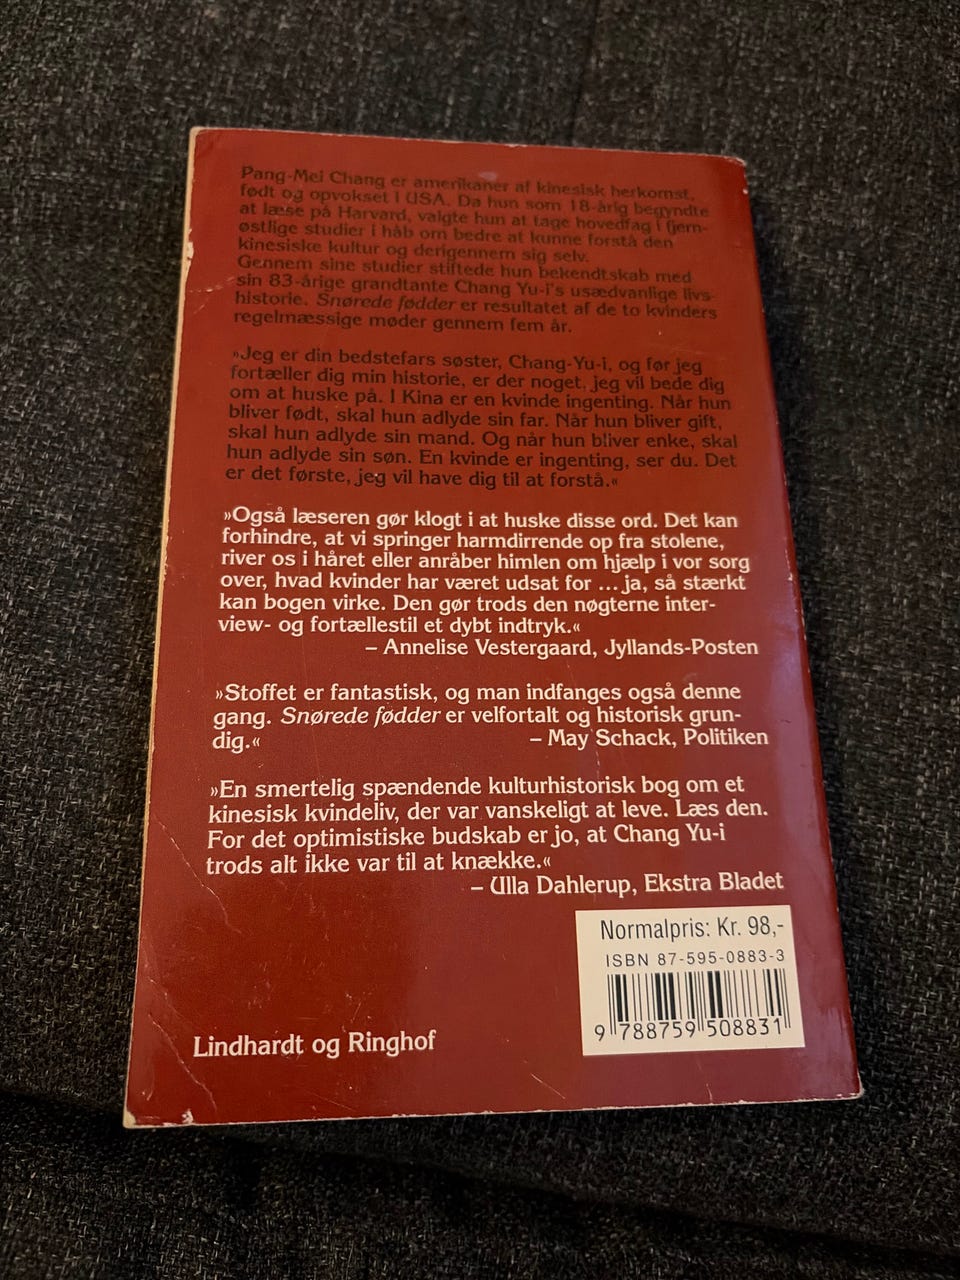 Pang-Mei Chang er amerikaner af kinesisk herkomst,
født og opvokset i USA. Da hun som 18-årig begyndte
at læse på Harvard, valgte hun at tage hovedfag i fjern-
østlige studier i håb om bedre at kunne forstå den
kinesiske kultur og derigennem sig selv.
Gennem sine studier stiftede hun bekendtskab med
sin 83-årige grandtante Chang Yu-i's usædvanlige livs-
historie. Snørede fødder er resultatet af de to kvinders
regelmæssige møder gennem fem år.
»Jeg er din bedstefars søster, Chang-Yu-i, og før jeg
fortæller dig min historie, er der noget, jeg vil bede dig
om at huske på. I Kina er en kvinde ingenting. Når hun
bliver født, skal hun adlyde sin far. Når hun bliver gift,
skal hun adlyde sin mand. Og når hun bliver enke, skal
hun adlyde sin søn. En kvinde er ingenting, ser du. Det
er det første, jeg vil have dig til at forstå.«
»Også læseren gør klogt i at huske disse ord. Det kan
forhindre, at vi springer harmdirrende op fra stolene,
river os i håret eller anråber himlen om hjælp i vor sorg
over, hvad kvinder har været udsat for ... ja, så stærkt
kan bogen virke. Den gør trods den nøgterne inter-
view- og fortællestil et dybt indtryk.«
– Annelise Vestergaard, Jyllands-Posten
»Stoffet er fantastisk, og man indfanges også denne
gang. Snørede fødder er velfortalt og historisk grun-
dig.« – May Schack, Politiken
»En smertelig spændende kulturhistorisk bog om et
kinesisk kvindeliv, der var vanskeligt at leve. Læs den.
For det optimistiske budskab er jo, at Chang Yu-i
trods alt ikke var til at knække.«
– Ulla Dahlerup, Ekstra Bladet
Normalpris: Kr. 98,-
ISBN 87-595-0883-3
9 788759 508831
Lindhardt og Ringhof